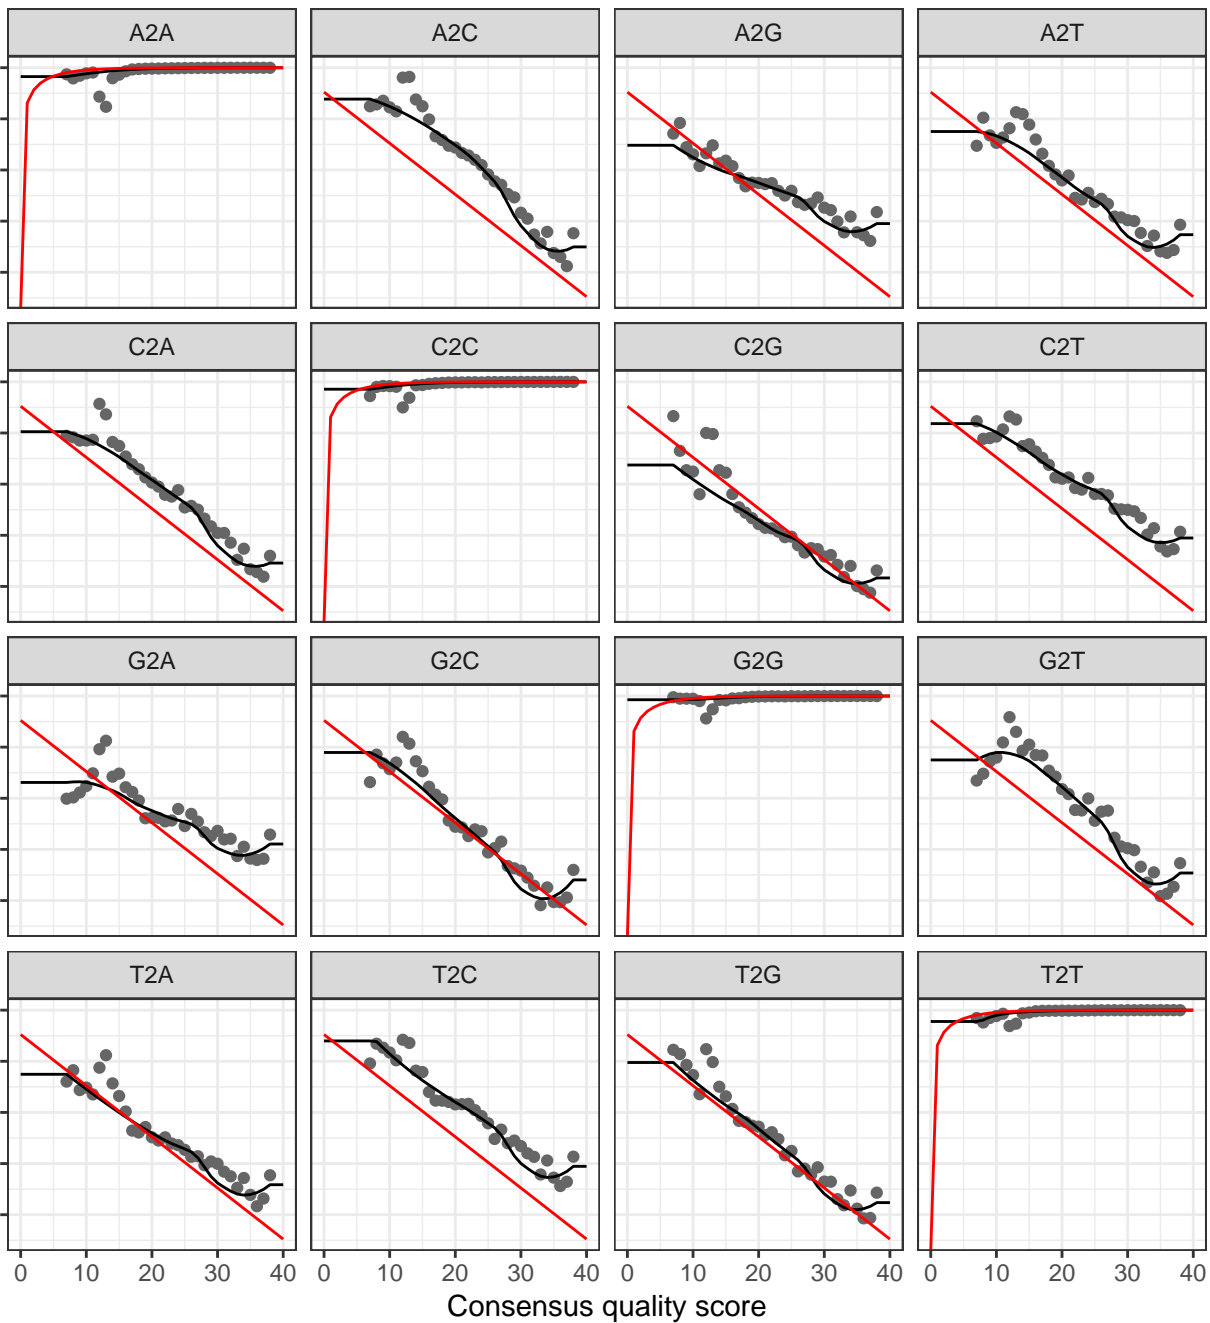 A2A A2C A2G A2T
C2A C2C C2G C2T
G2A G2C G2G G2T
T2A T2C T2G T2T
0 10 20 30 40 0 10 20 30 40 0 10 20 30 40 0 10 20 30 40
Consensus quality score